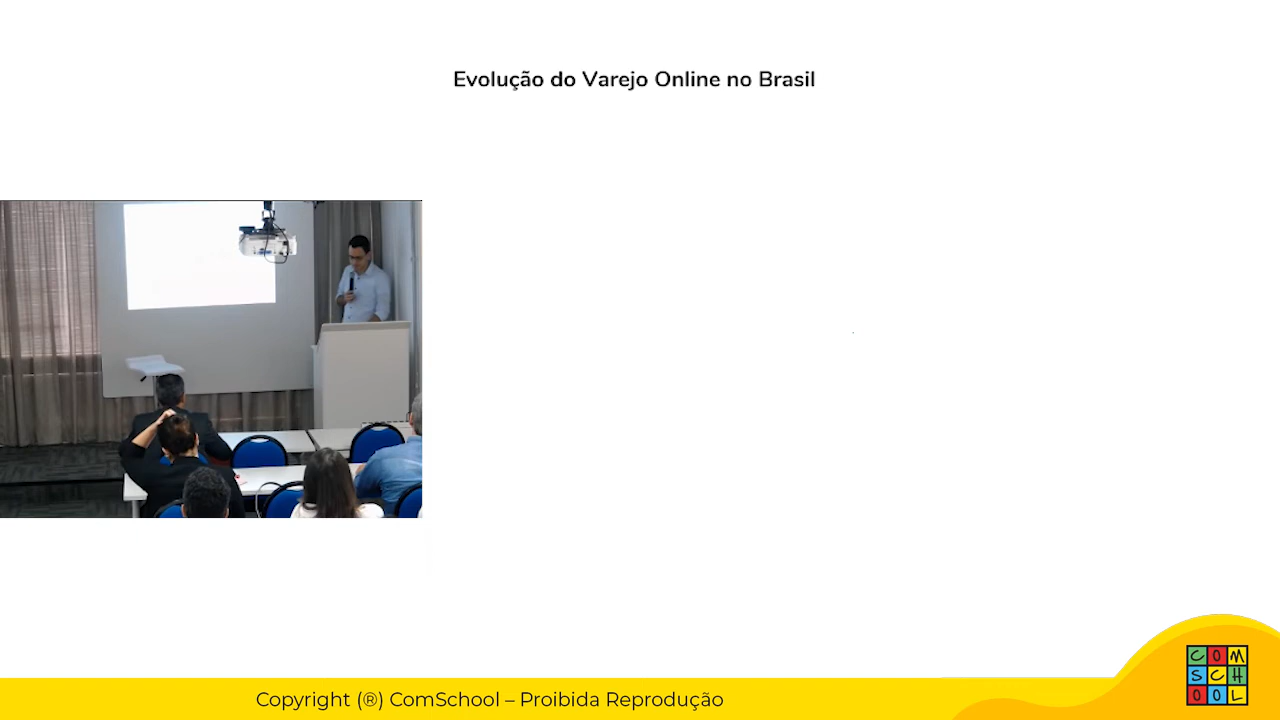 Evolução do Varejo Online no Brasil
Copyright (®) ComSchool – Proibida Reprodução
COM
SCH
OOL